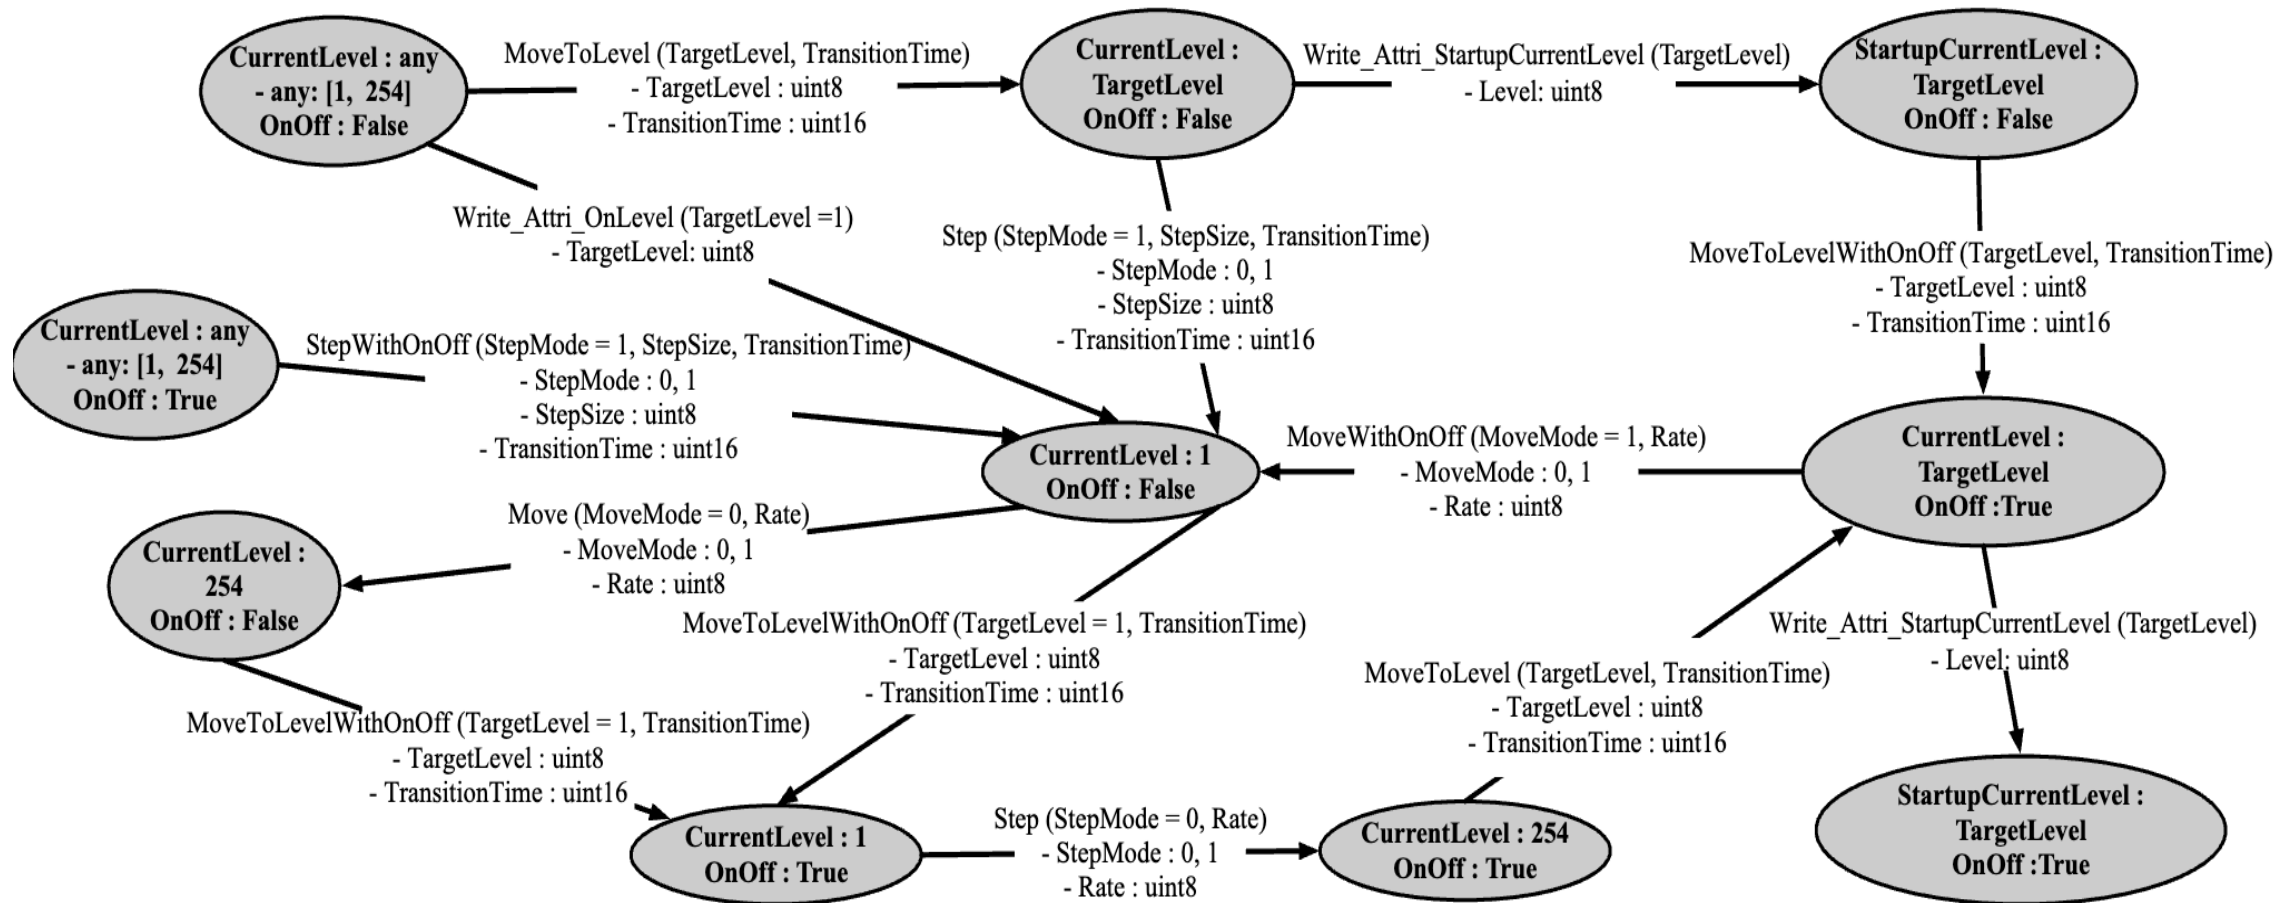 CurrentLevel : any
- any: [1, 254]
OnOff : False
MoveToLevel (TargetLevel, TransitionTime)
- TargetLevel : uint8
- TransitionTime : uint16
CurrentLevel :
TargetLevel
OnOff : False
Write_Attri_StartupCurrentLevel (TargetLevel)
- Level: uint8
StartupCurrentLevel :
TargetLevel
OnOff : False
Write_Attri_OnLevel (TargetLevel =1)
- TargetLevel: uint8
Step (StepMode = 1, StepSize, TransitionTime)
- StepMode : 0, 1
- StepSize : uint8
- TransitionTime : uint16
MoveToLevelWithOnOff (TargetLevel, TransitionTime)
- TargetLevel : uint8
- TransitionTime : uint16
CurrentLevel : any
- any: [1, 254]
OnOff : True
StepWithOnOff (StepMode = 1, StepSize, TransitionTime)
- StepMode : 0, 1
- StepSize : uint8
- TransitionTime : uint16
CurrentLevel : 1
OnOff : False
MoveWithOnOff (MoveMode = 1, Rate)
- MoveMode : 0, 1
- Rate : uint8
CurrentLevel :
TargetLevel
OnOff :True
Move (MoveMode = 0, Rate)
- MoveMode : 0, 1
- Rate : uint8
CurrentLevel :
254
OnOff : False
MoveToLevelWithOnOff (TargetLevel = 1, TransitionTime)
- TargetLevel : uint8
- TransitionTime : uint16
Write_Attri_StartupCurrentLevel (TargetLevel)
- Level: uint8
MoveToLevel (TargetLevel, TransitionTime)
- TargetLevel : uint8
- TransitionTime : uint16
MoveToLevelWithOnOff (TargetLevel = 1, TransitionTime)
- TargetLevel : uint8
- TransitionTime : uint16
CurrentLevel : 1
OnOff : True
Step (StepMode = 0, Rate)
- StepMode : 0, 1
- Rate : uint8
CurrentLevel : 254
OnOff : True
StartupCurrentLevel :
TargetLevel
OnOff :True